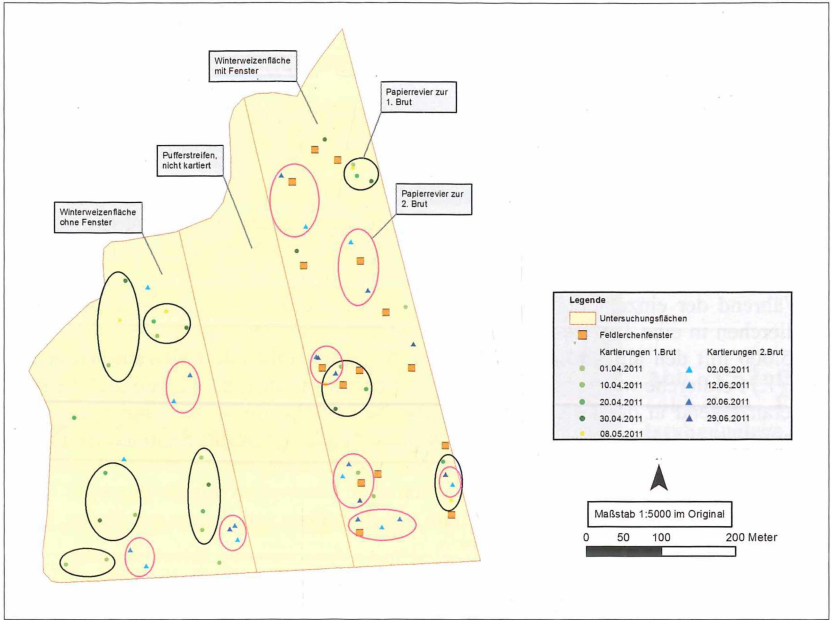 Winterweizenfläche
mit Fenster
Papierrevier zur
1. Brut
Pufferstreifen,
nicht kartiert
Papierrevier zur
2. Brut
Winterweizenfläche
ohne Fenster
Legende
Untersuchungsflächen
Feldlerchenfenster
Kartierungen 1.Brut Kartierungen 2.Brut
01.04.2011 02.06.2011
10.04.2011 12.06.2011
20.04.2011 20.06.2011
30.04.2011 29.06.2011
08.05.2011
Maßstab 1:5000 im Original
0 50 100 200 Meter